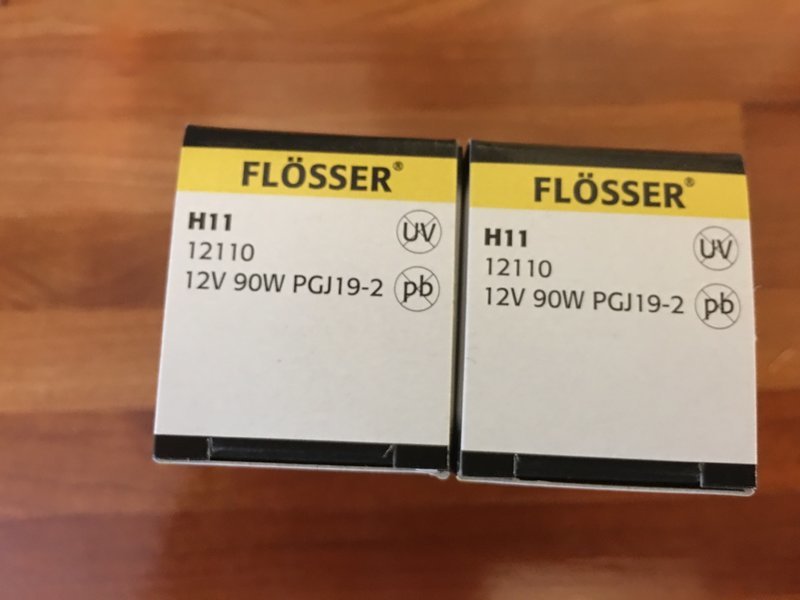 FLÖSSER®
H11
12110
12V 90W PGJ19-2
UV
pb
FLÖSSER®
H11
12110
12V 90W PGJ19-2
UV
pb